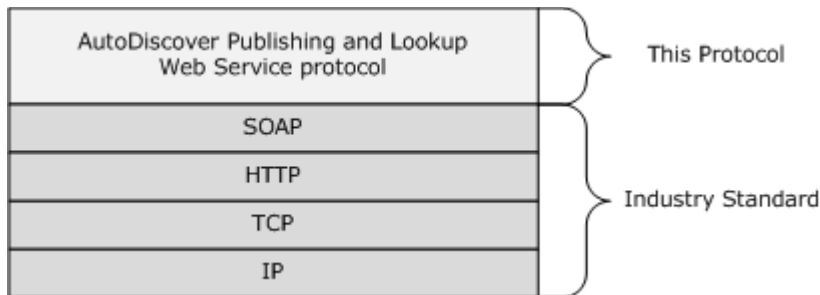 AutoDiscover Publishing and Lookup
Web Service protocol
This Protocol
SOAP
HTTP
TCP
IP
Industry Standard